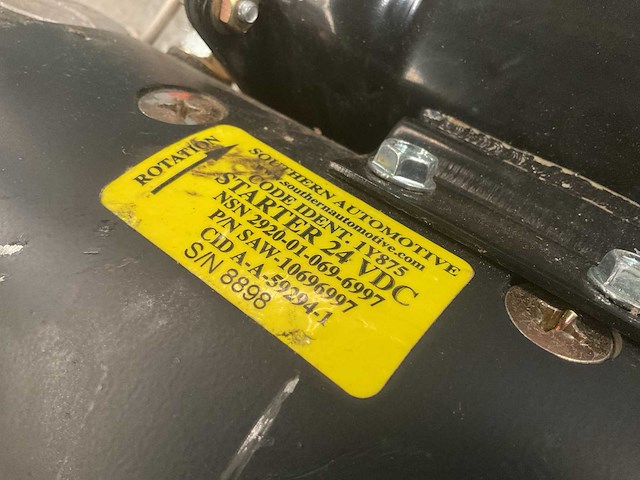 ROTATION
SOUTHERN AUTOMOTIVE
southernautomotive.com
CODE IDENT: 1Y875
STARTER 24 VDC
NSN 2920-01-069-6997
P/N SAW-10696997
CID A-A-59294-1
S/N 8898